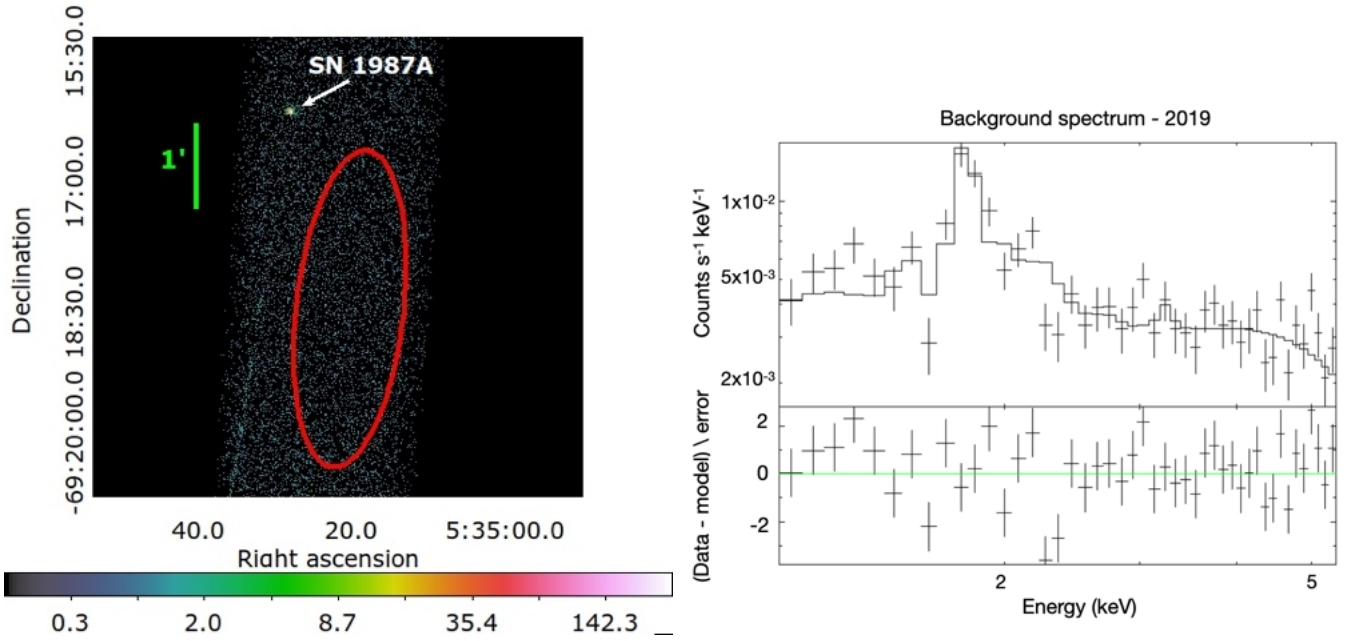 SN 1987A
1'
Declination
15:30.0
17:00.0
18:30.0
-69:20:00.0
40.0 20.0 5:35:00.0
Right ascension
0.3 2.0 8.7 35.4 142.3
Background spectrum - 2019
Counts s⁻¹ keV⁻¹
1x10⁻²
5x10⁻³
2x10⁻³
(Data - model) \ error
2
0
-2
2 5
Energy (keV)